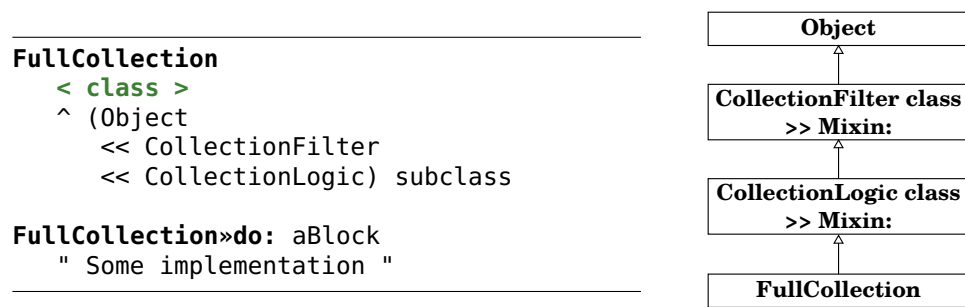 FullCollection
< class >
^ (Object
<< CollectionFilter
<< CollectionLogic) subclass
FullCollection»do: aBlock
" Some implementation "
Object
CollectionFilter class
>> Mixin:
CollectionLogic class
>> Mixin:
FullCollection